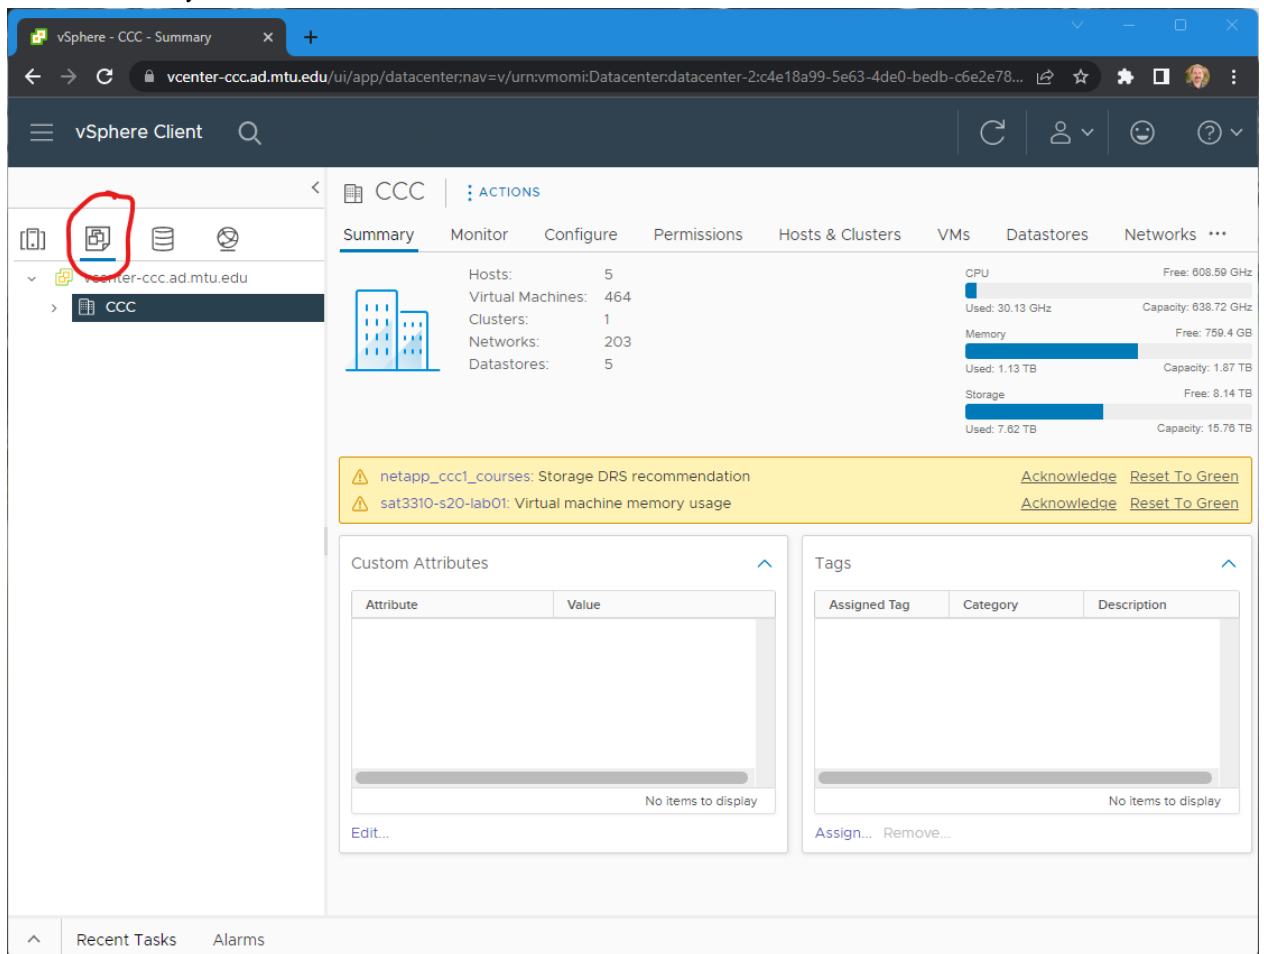 vSphere - CCC - Summary
vcenter-ccc.ad.mtu.edu/ui/app/datacenter;nav=v/urn:vmomi:Datacenter:datacenter-2:c4e18a99-5e63-4de0-bedb-c6e2e78...
vSphere Client
CCC ACTIONS
Summary Monitor Configure Permissions Hosts & Clusters VMs Datastores Networks ...
vcenter-ccc.ad.mtu.edu
CCC
Hosts: 5
Virtual Machines: 464
Clusters: 1
Networks: 203
Datastores: 5
CPU Free: 608.59 GHz
Used: 30.13 GHz Capacity: 638.72 GHz
Memory Free: 759.4 GB
Used: 1.13 TB Capacity: 1.87 TB
Storage Free: 8.14 TB
Used: 7.62 TB Capacity: 15.76 TB
netapp_ccc1_courses: Storage DRS recommendation Acknowledge Reset To Green
sat3310-s20-lab01: Virtual machine memory usage Acknowledge Reset To Green
Custom Attributes
Attribute Value
No items to display
Edit...
Tags
Assigned Tag Category Description
No items to display
Assign... Remove...
Recent Tasks Alarms